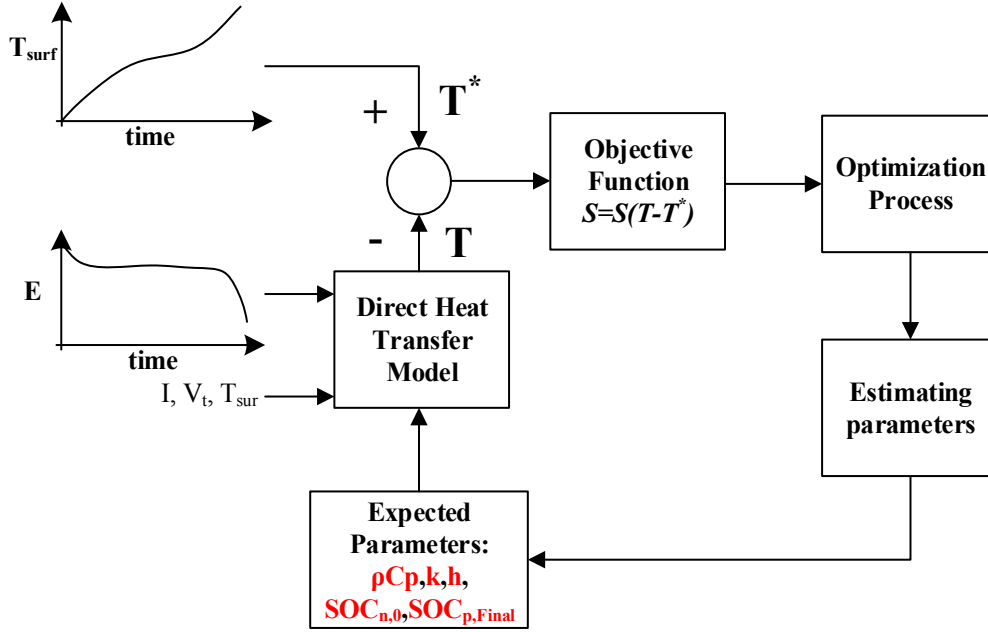 T_surf
time
+
T*
Objective
Function
S=S(T-T*)
Optimization
Process
-
T
E
time
I, V_t, T_sur
Direct Heat
Transfer
Model
Estimating
parameters
Expected
Parameters:
ρCp,k,h,
SOC_n,0,SOC_p,Final